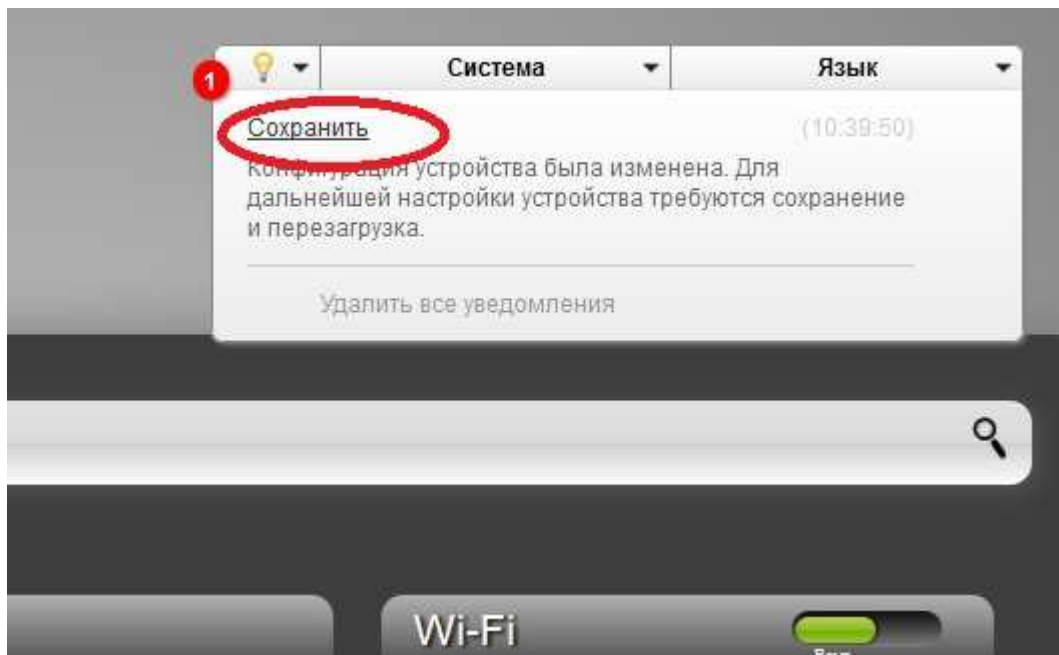 1
Система
Язык
Сохранить (10:39:50)
Конфигурация устройства была изменена. Для
дальнейшей настройки устройства требуются сохранение
и перезагрузка.
Удалить все уведомления
Wi-Fi